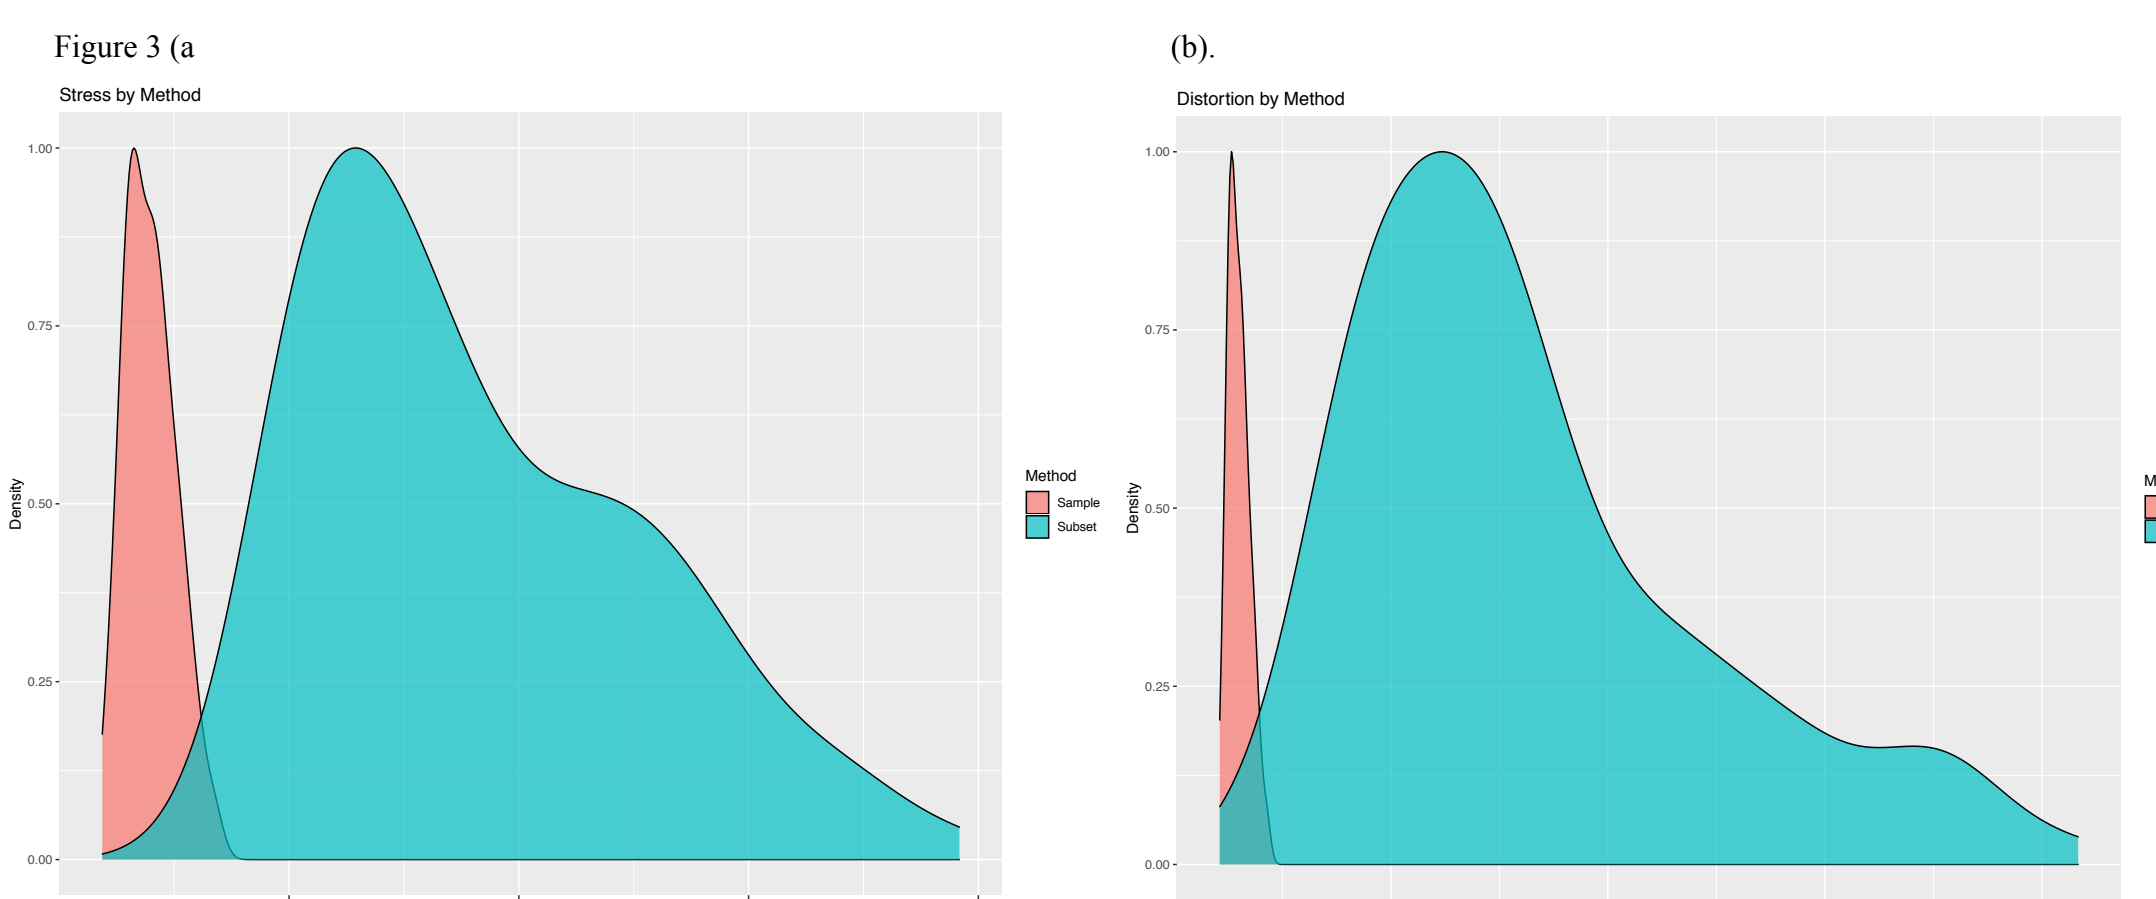 Figure 3 (a
(b).
Stress by Method
Distortion by Method
1.00
0.75
0.50
0.25
0.00
Density
Method
Sample
Subset
1.00
0.75
0.50
0.25
0.00
Density
M